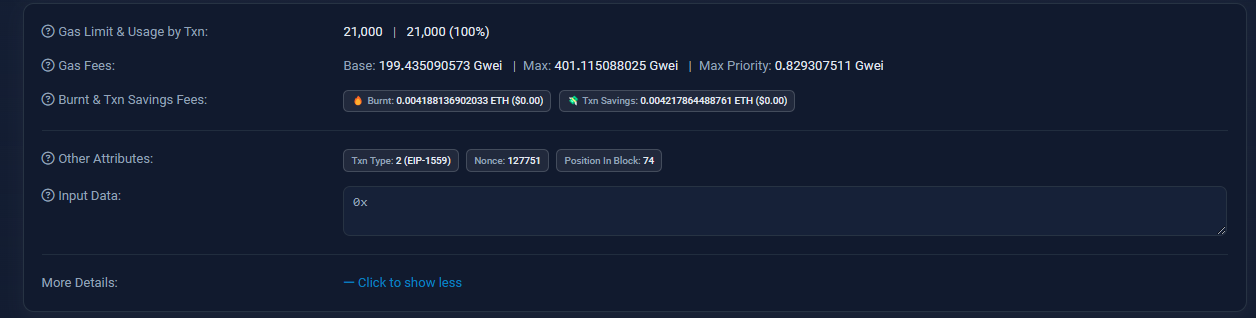 Gas Limit & Usage by Txn: 21,000 | 21,000 (100%)
Gas Fees: Base: 199.435090573 Gwei | Max: 401.115088025 Gwei | Max Priority: 0.829307511 Gwei
Burnt & Txn Savings Fees: Burnt: 0.004188136902033 ETH ($0.00) Txn Savings: 0.004217864488761 ETH ($0.00)
Other Attributes: Txn Type: 2 (EIP-1559) Nonce: 127751 Position In Block: 74
Input Data: 0x
More Details: — Click to show less